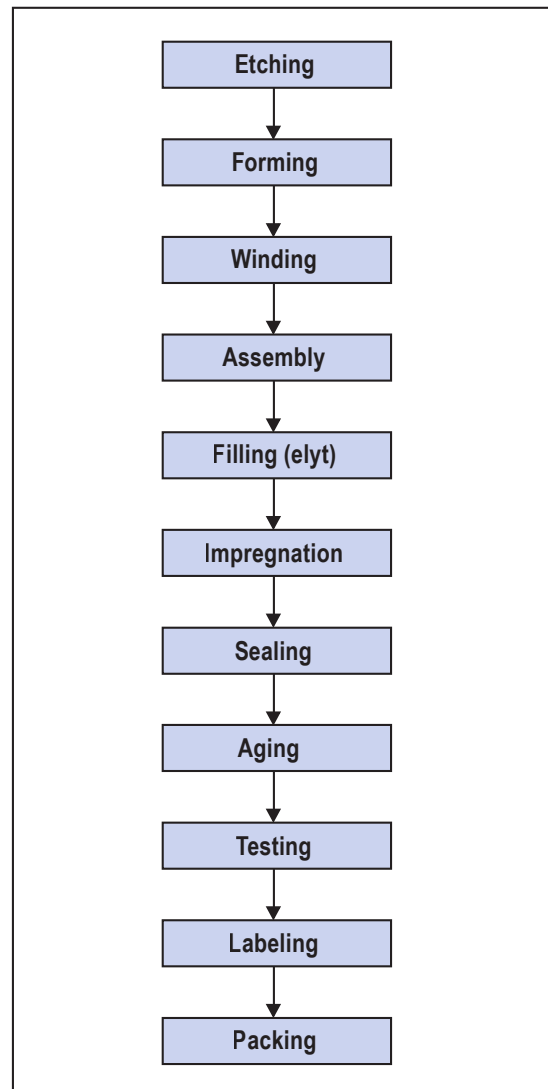 Etching
Forming
Winding
Assembly
Filling (elyt)
Impregnation
Sealing
Aging
Testing
Labeling
Packing